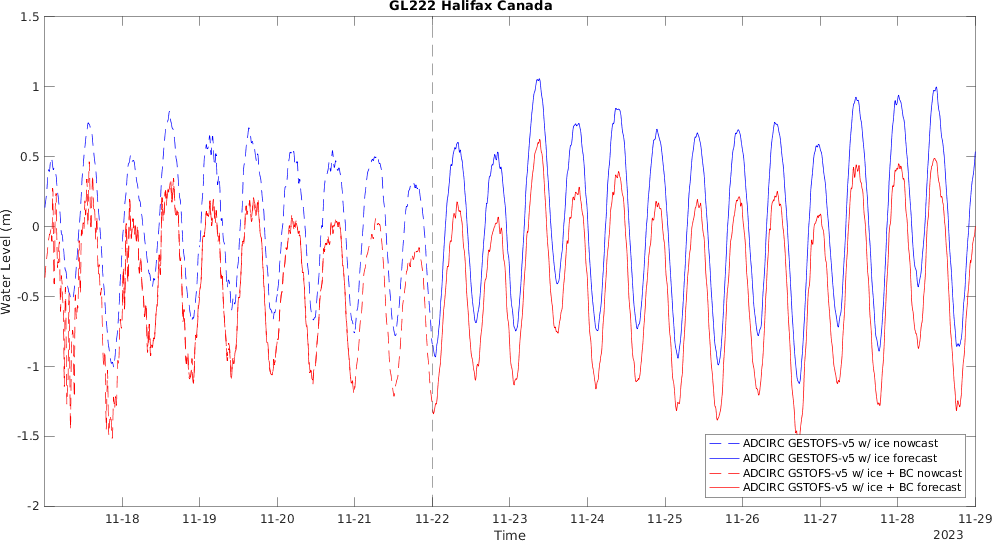 GL222 Halifax Canada
1.5
1
0.5
0
-0.5
-1
-1.5
-2
Water Level (m)
ADCIRC GESTOFS-v5 w/ ice nowcast
ADCIRC GESTOFS-v5 w/ ice forecast
ADCIRC GSTOFS-v5 w/ ice + BC nowcast
ADCIRC GSTOFS-v5 w/ ice + BC forecast
11-18 11-19 11-20 11-21 11-22 11-23 11-24 11-25 11-26 11-27 11-28 11-29
Time
2023